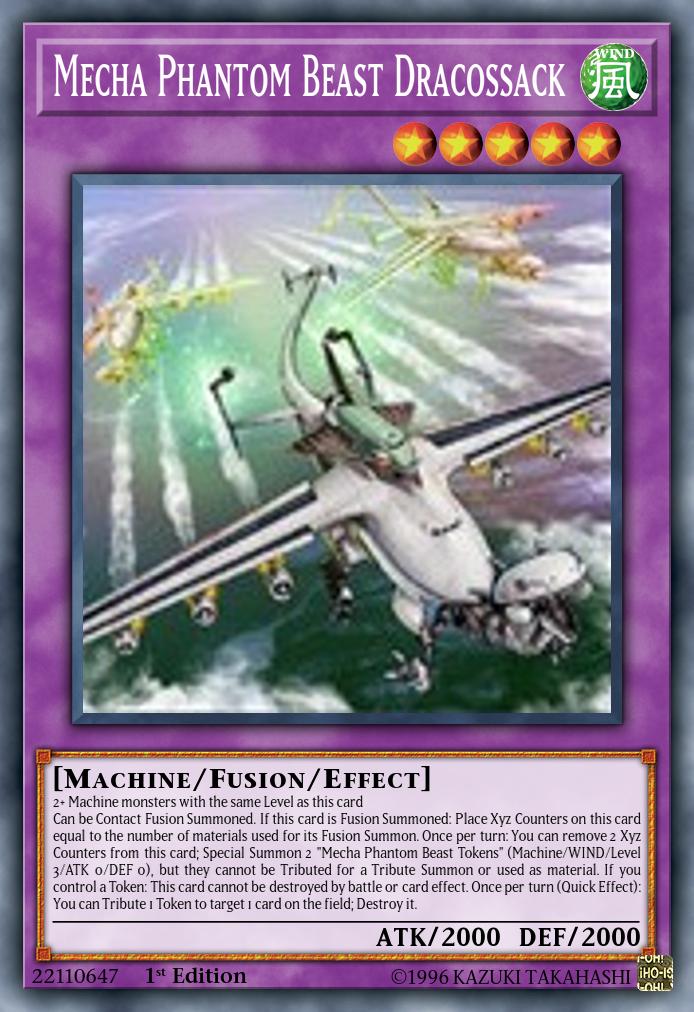 MECHA PHANTOM BEAST DRACOSSACK
WIND
風
[MACHINE/FUSION/EFFECT]
2+ Machine monsters with the same Level as this card
Can be Contact Fusion Summoned. If this card is Fusion Summoned: Place Xyz Counters on this card
equal to the number of materials used for its Fusion Summon. Once per turn: You can remove 2 Xyz
Counters from this card; Special Summon 2 "Mecha Phantom Beast Tokens" (Machine/WIND/Level
3/ATK 0/DEF 0), but they cannot be Tributed for a Tribute Summon or used as material. If you
control a Token: This card cannot be destroyed by battle or card effect. Once per turn (Quick Effect):
You can Tribute 1 Token to target 1 card on the field; Destroy it.
ATK/2000 DEF/2000
22110647 1st Edition ©1996 KAZUKI TAKAHASHI